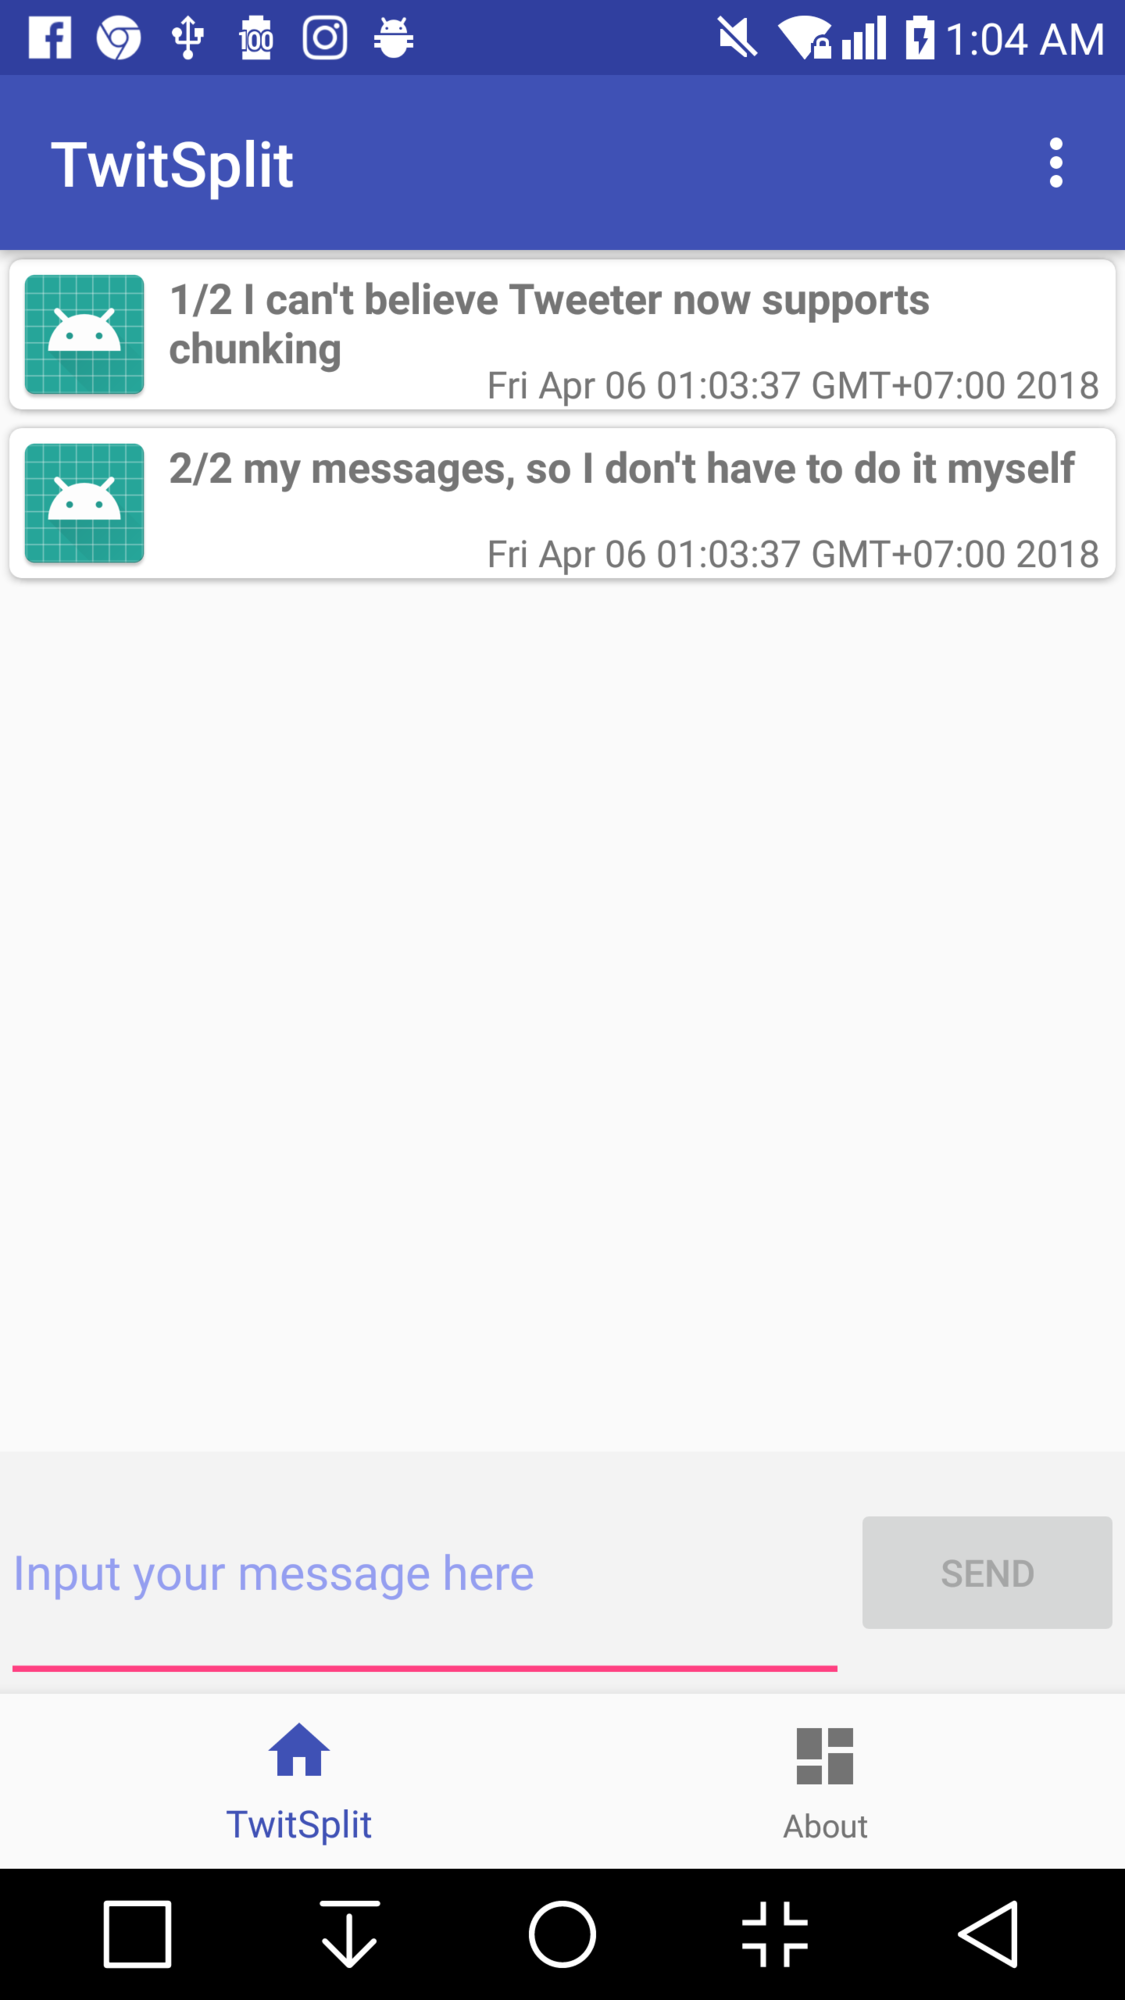 100 1:04 AM
TwitSplit
1/2 I can't believe Tweeter now supports
chunking
Fri Apr 06 01:03:37 GMT+07:00 2018
2/2 my messages, so I don't have to do it myself
Fri Apr 06 01:03:37 GMT+07:00 2018
Input your message here
SEND
TwitSplit
About